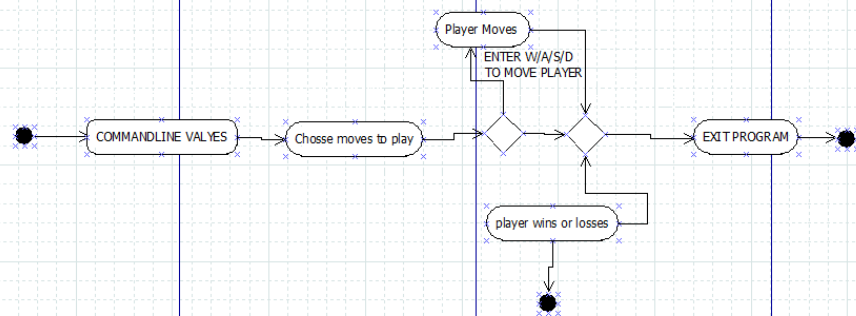 Player Moves
ENTER W/A/S/D
TO MOVE PLAYER
COMMANDLINE VALYES
Chosse moves to play
EXIT PROGRAM
player wins or losses